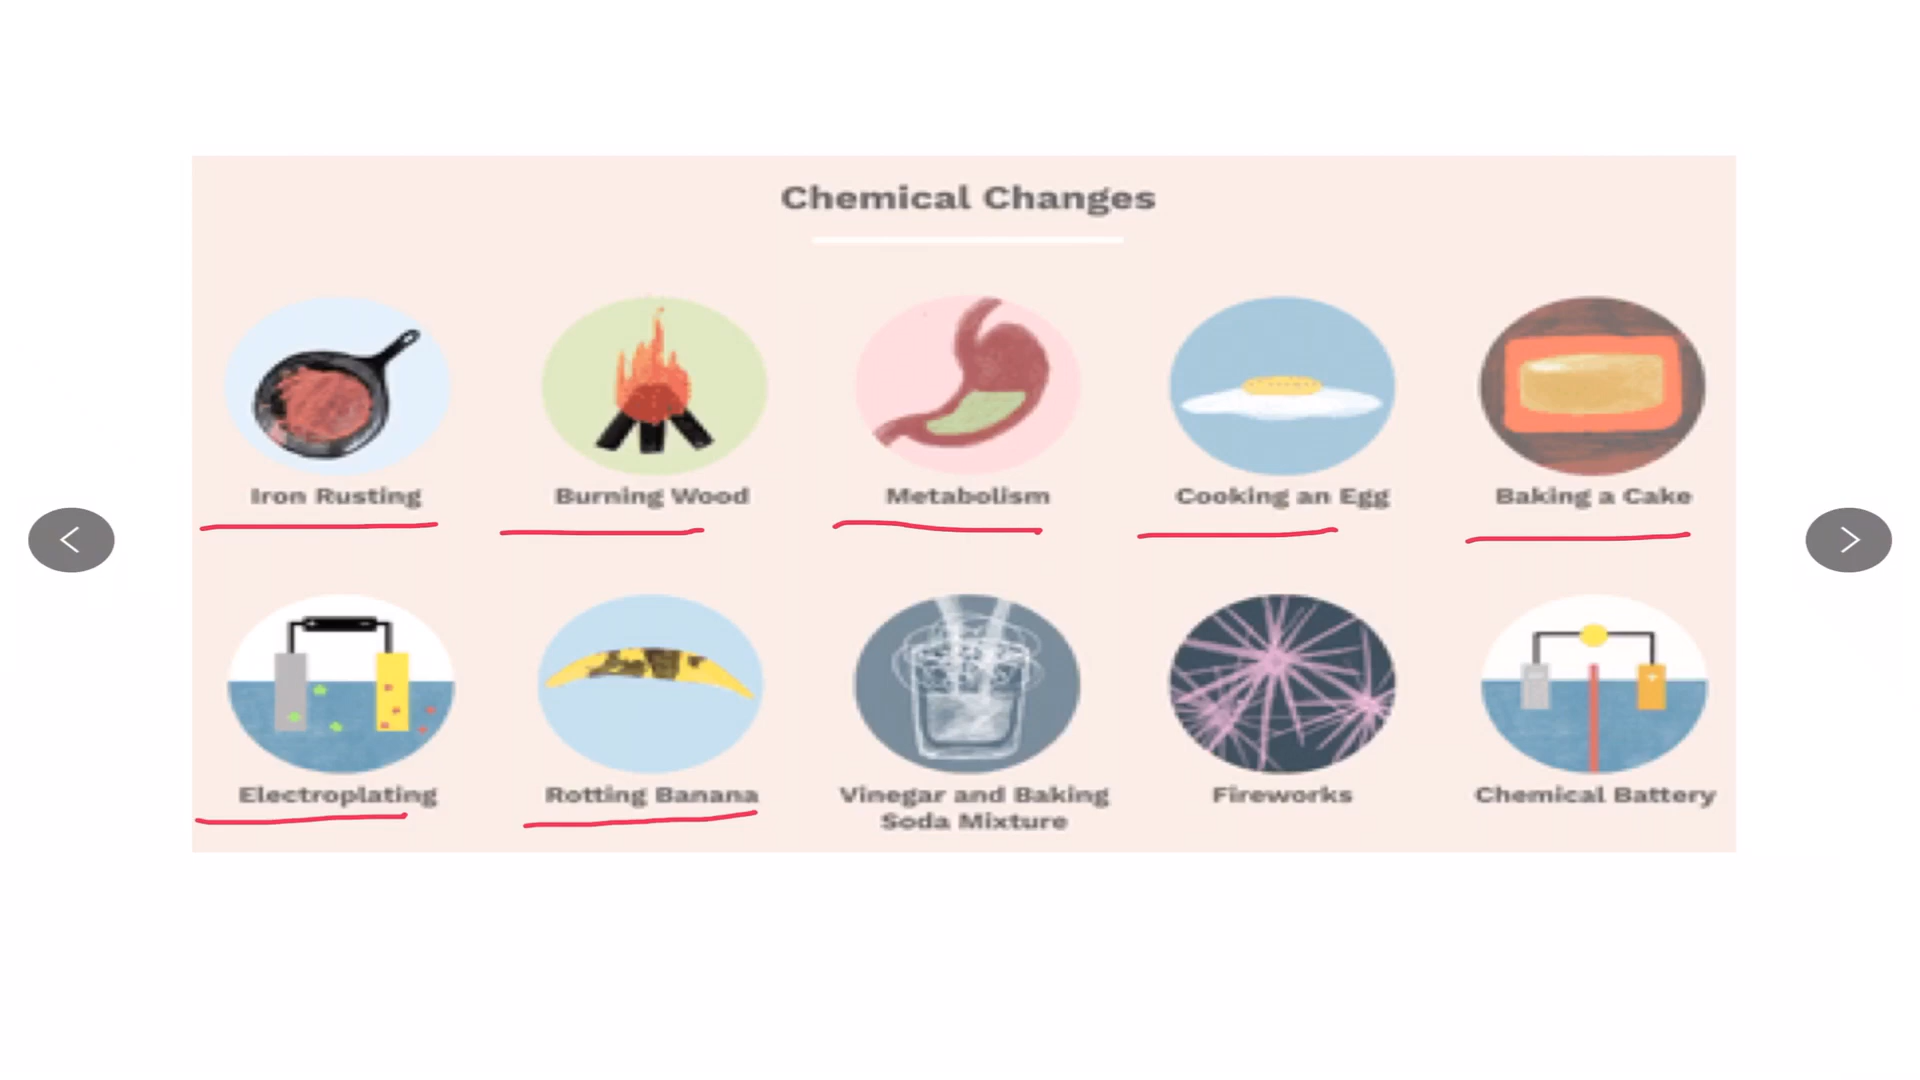 Chemical Changes
Iron Rusting
Burning Wood
Metabolism
Cooking an Egg
Baking a Cake
Electroplating
Rotting Banana
Vinegar and Baking
Soda Mixture
Fireworks
Chemical Battery